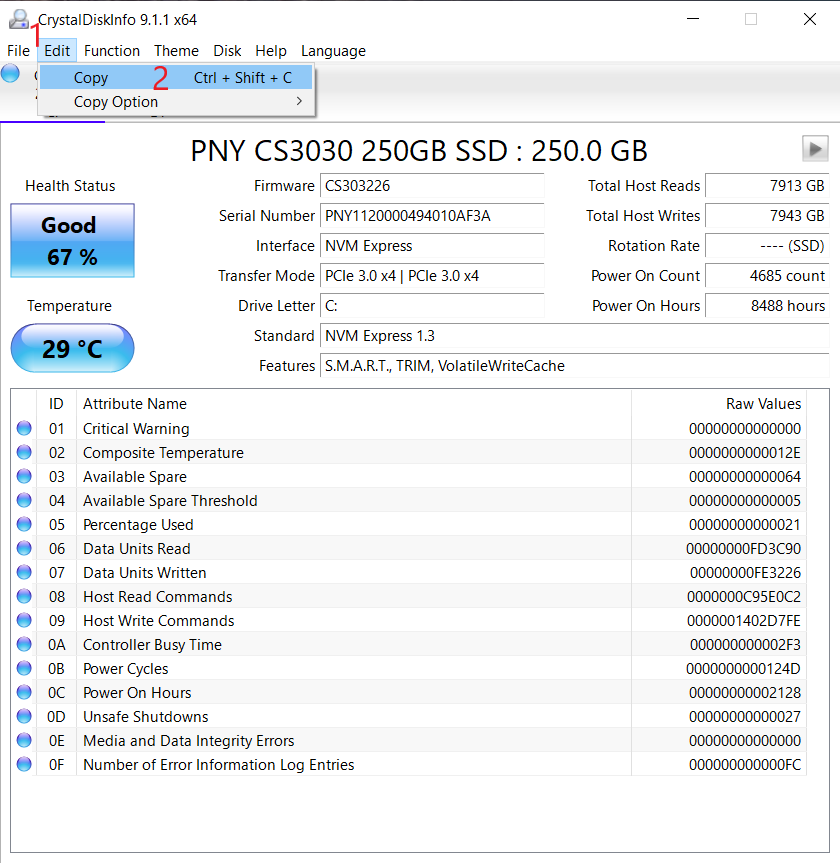 CrystalDiskInfo 9.1.1 x64
1
File Edit Function Theme Disk Help Language
Copy 2 Ctrl + Shift + C
Copy Option
PNY CS3030 250GB SSD : 250.0 GB
Health Status
Good
67 %
Temperature
29 °C
Firmware CS303226
Serial Number PNY1120000494010AF3A
Interface NVM Express
Transfer Mode PCIe 3.0 x4 | PCIe 3.0 x4
Drive Letter C:
Standard NVM Express 1.3
Features S.M.A.R.T., TRIM, VolatileWriteCache
Total Host Reads 7913 GB
Total Host Writes 7943 GB
Rotation Rate ---- (SSD)
Power On Count 4685 count
Power On Hours 8488 hours
ID Attribute Name Raw Values
01 Critical Warning 00000000000000
02 Composite Temperature 0000000000012E
03 Available Spare 00000000000064
04 Available Spare Threshold 00000000000005
05 Percentage Used 00000000000021
06 Data Units Read 00000000FD3C90
07 Data Units Written 00000000FE3226
08 Host Read Commands 0000000C95E0C2
09 Host Write Commands 0000001402D7FE
0A Controller Busy Time 000000000002F3
0B Power Cycles 0000000000124D
0C Power On Hours 00000000002128
0D Unsafe Shutdowns 00000000000027
0E Media and Data Integrity Errors 00000000000000
0F Number of Error Information Log Entries 000000000000FC